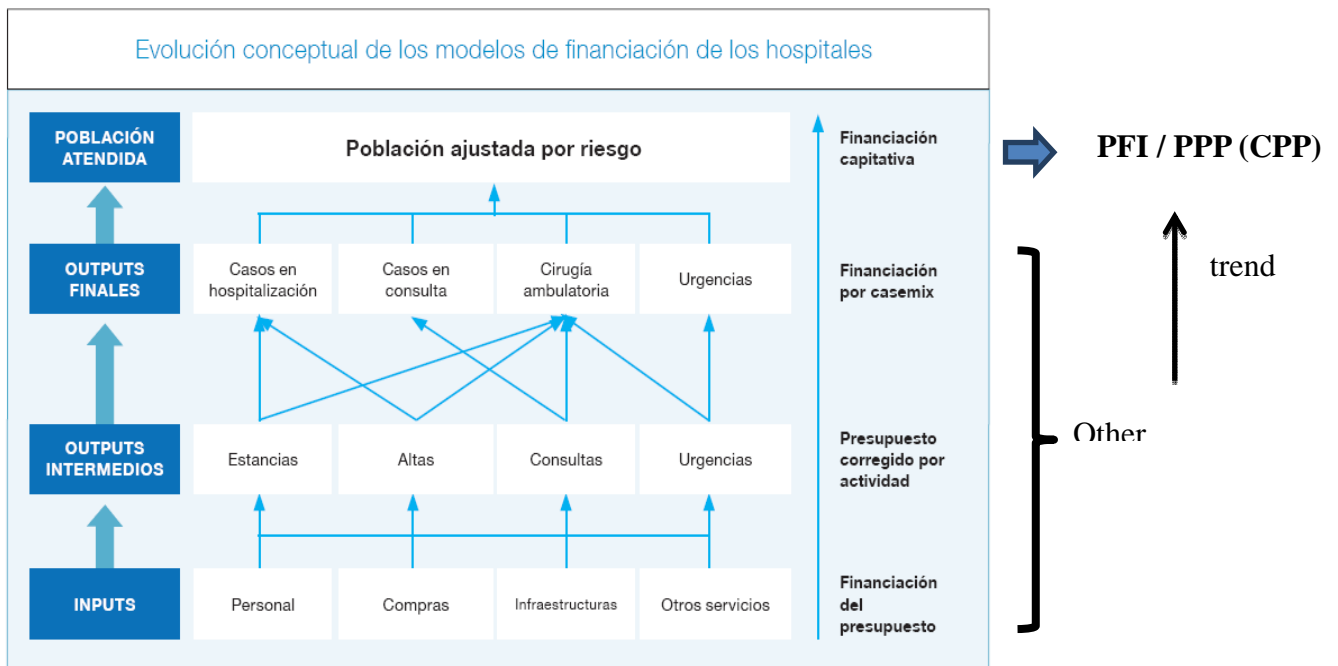 Evolución conceptual de los modelos de financiación de los hospitales
POBLACIÓN
ATENDIDA
Población ajustada por riesgo
Financiación
capitativa
PFI / PPP (CPP)
trend
OUTPUTS
FINALES
Casos en
hospitalización
Casos en
consulta
Cirugía
ambulatoria
Urgencias
Financiación
por casemix
Other
OUTPUTS
INTERMEDIOS
Estancias
Altas
Consultas
Urgencias
Presupuesto
corregido por
actividad
INPUTS
Personal
Compras
Infraestructuras
Otros servicios
Financiación
del
presupuesto